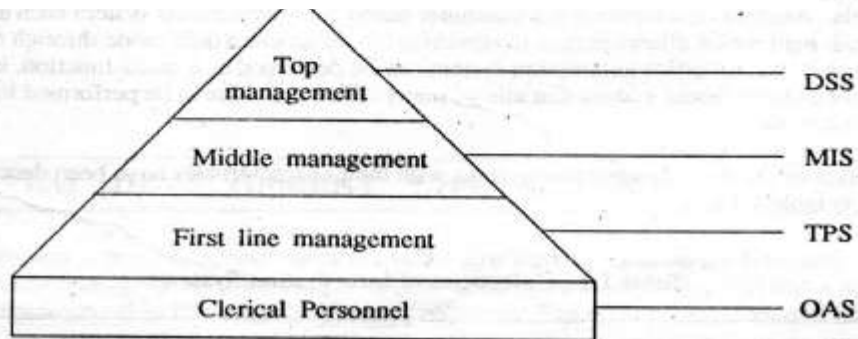 Top
management
DSS
Middle management
MIS
First line management
TPS
Clerical Personnel
OAS